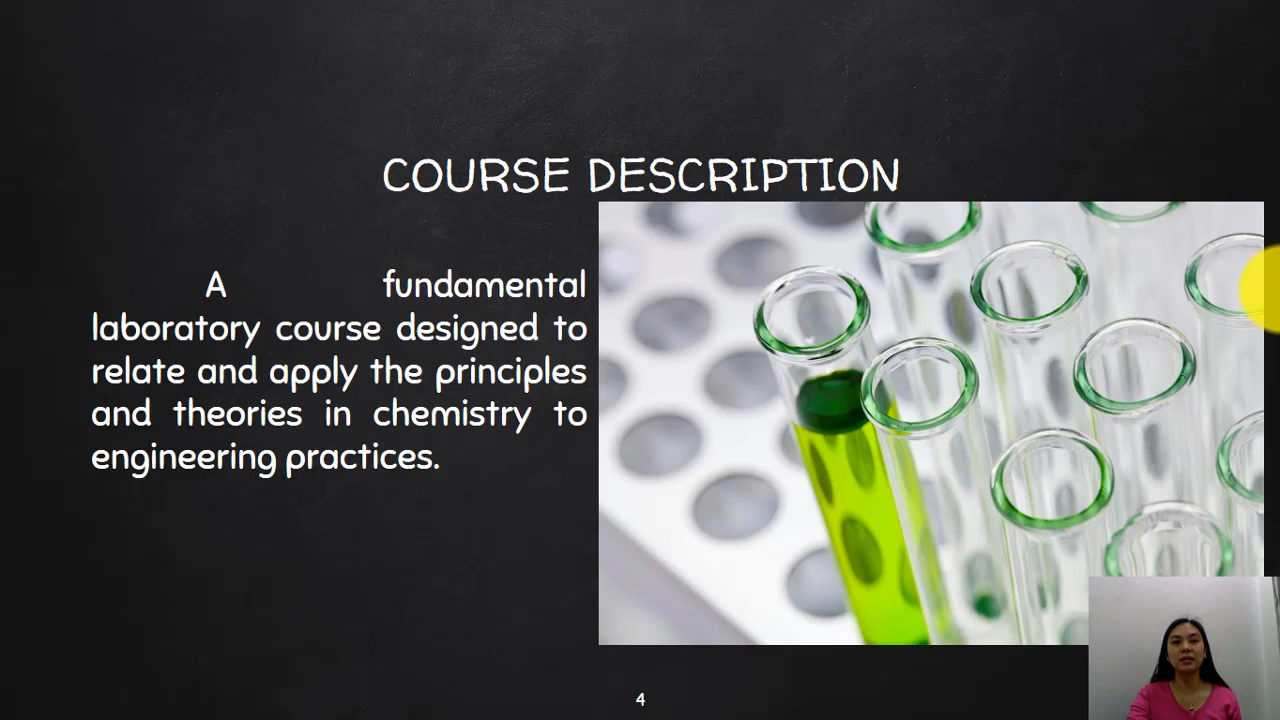 COURSE DESCRIPTION
A fundamental
laboratory course designed to
relate and apply the principles
and theories in chemistry to
engineering practices.
4